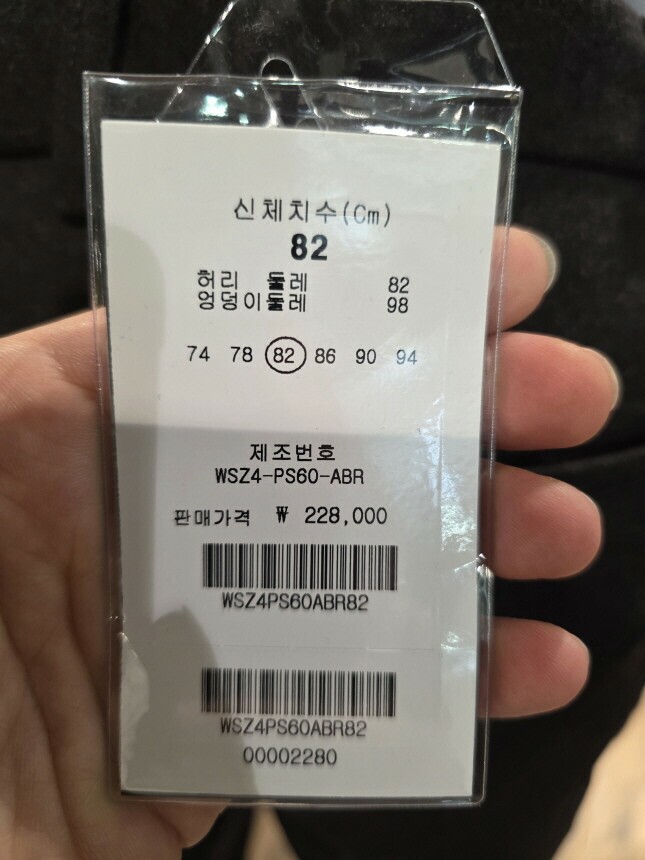 신체치수(Cm)
82
허리 둘레 82
엉덩이둘레 98
74 78 82 86 90 94
제조번호
WSZ4-PS60-ABR
판매가격 ₩ 228,000
WSZ4PS60ABR82
WSZ4PS60ABR82
00002280